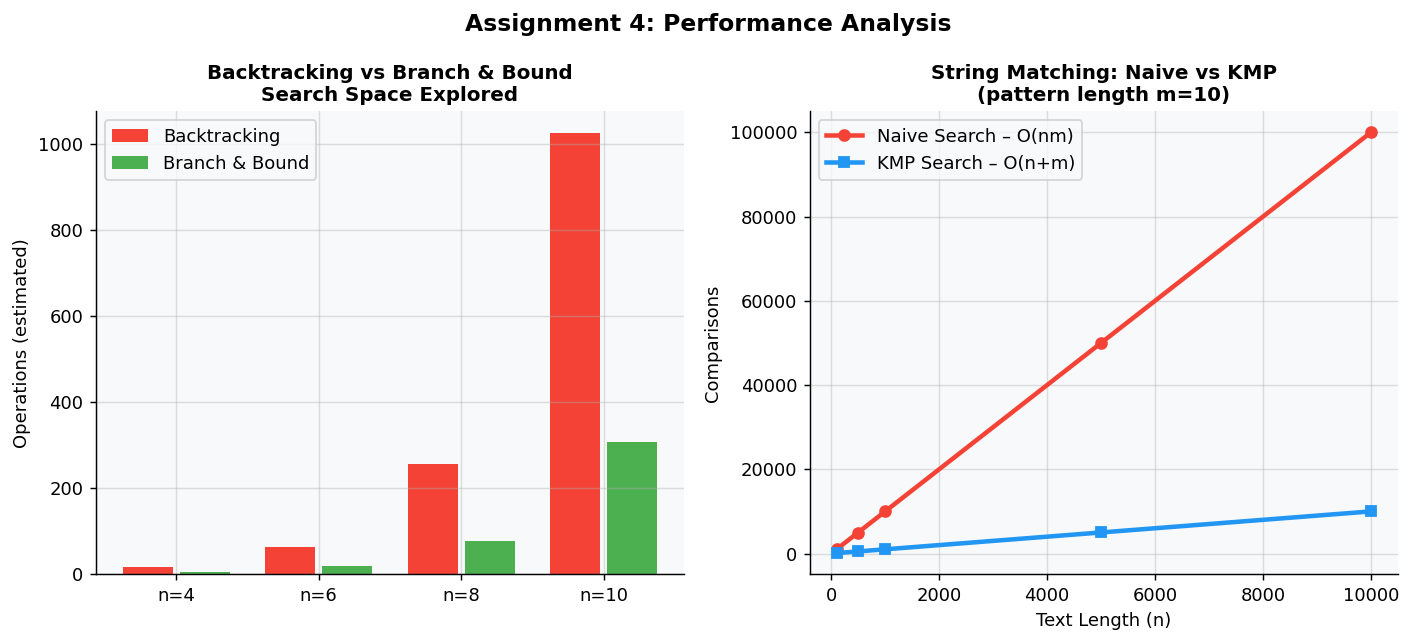 Assignment 4: Performance Analysis
Backtracking vs Branch & Bound
Search Space Explored
Backtracking
Branch & Bound
Operations (estimated)
1000
800
600
400
200
0
n=4
n=6
n=8
n=10
String Matching: Naive vs KMP
(pattern length m=10)
Naive Search – O(nm)
KMP Search – O(n+m)
Comparisons
100000
80000
60000
40000
20000
0
0
2000
4000
6000
8000
10000
Text Length (n)